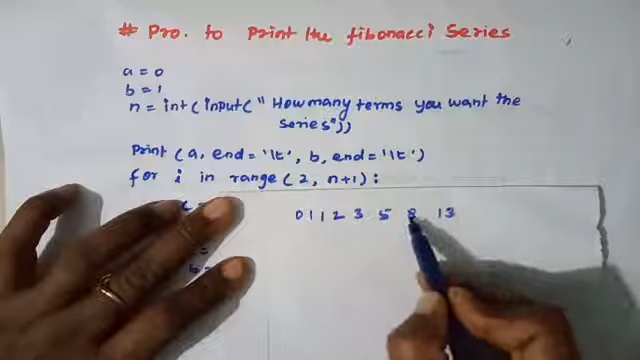 # Pro. to Print the fibonacci Series
a = 0
b = 1
n = int(input("How many terms you want the
series"))
Print (a, end = '\t', b, end = '\t')
for i in range(2, n+1):
c =
0 1 1 2 3 5 8 13
=
b =